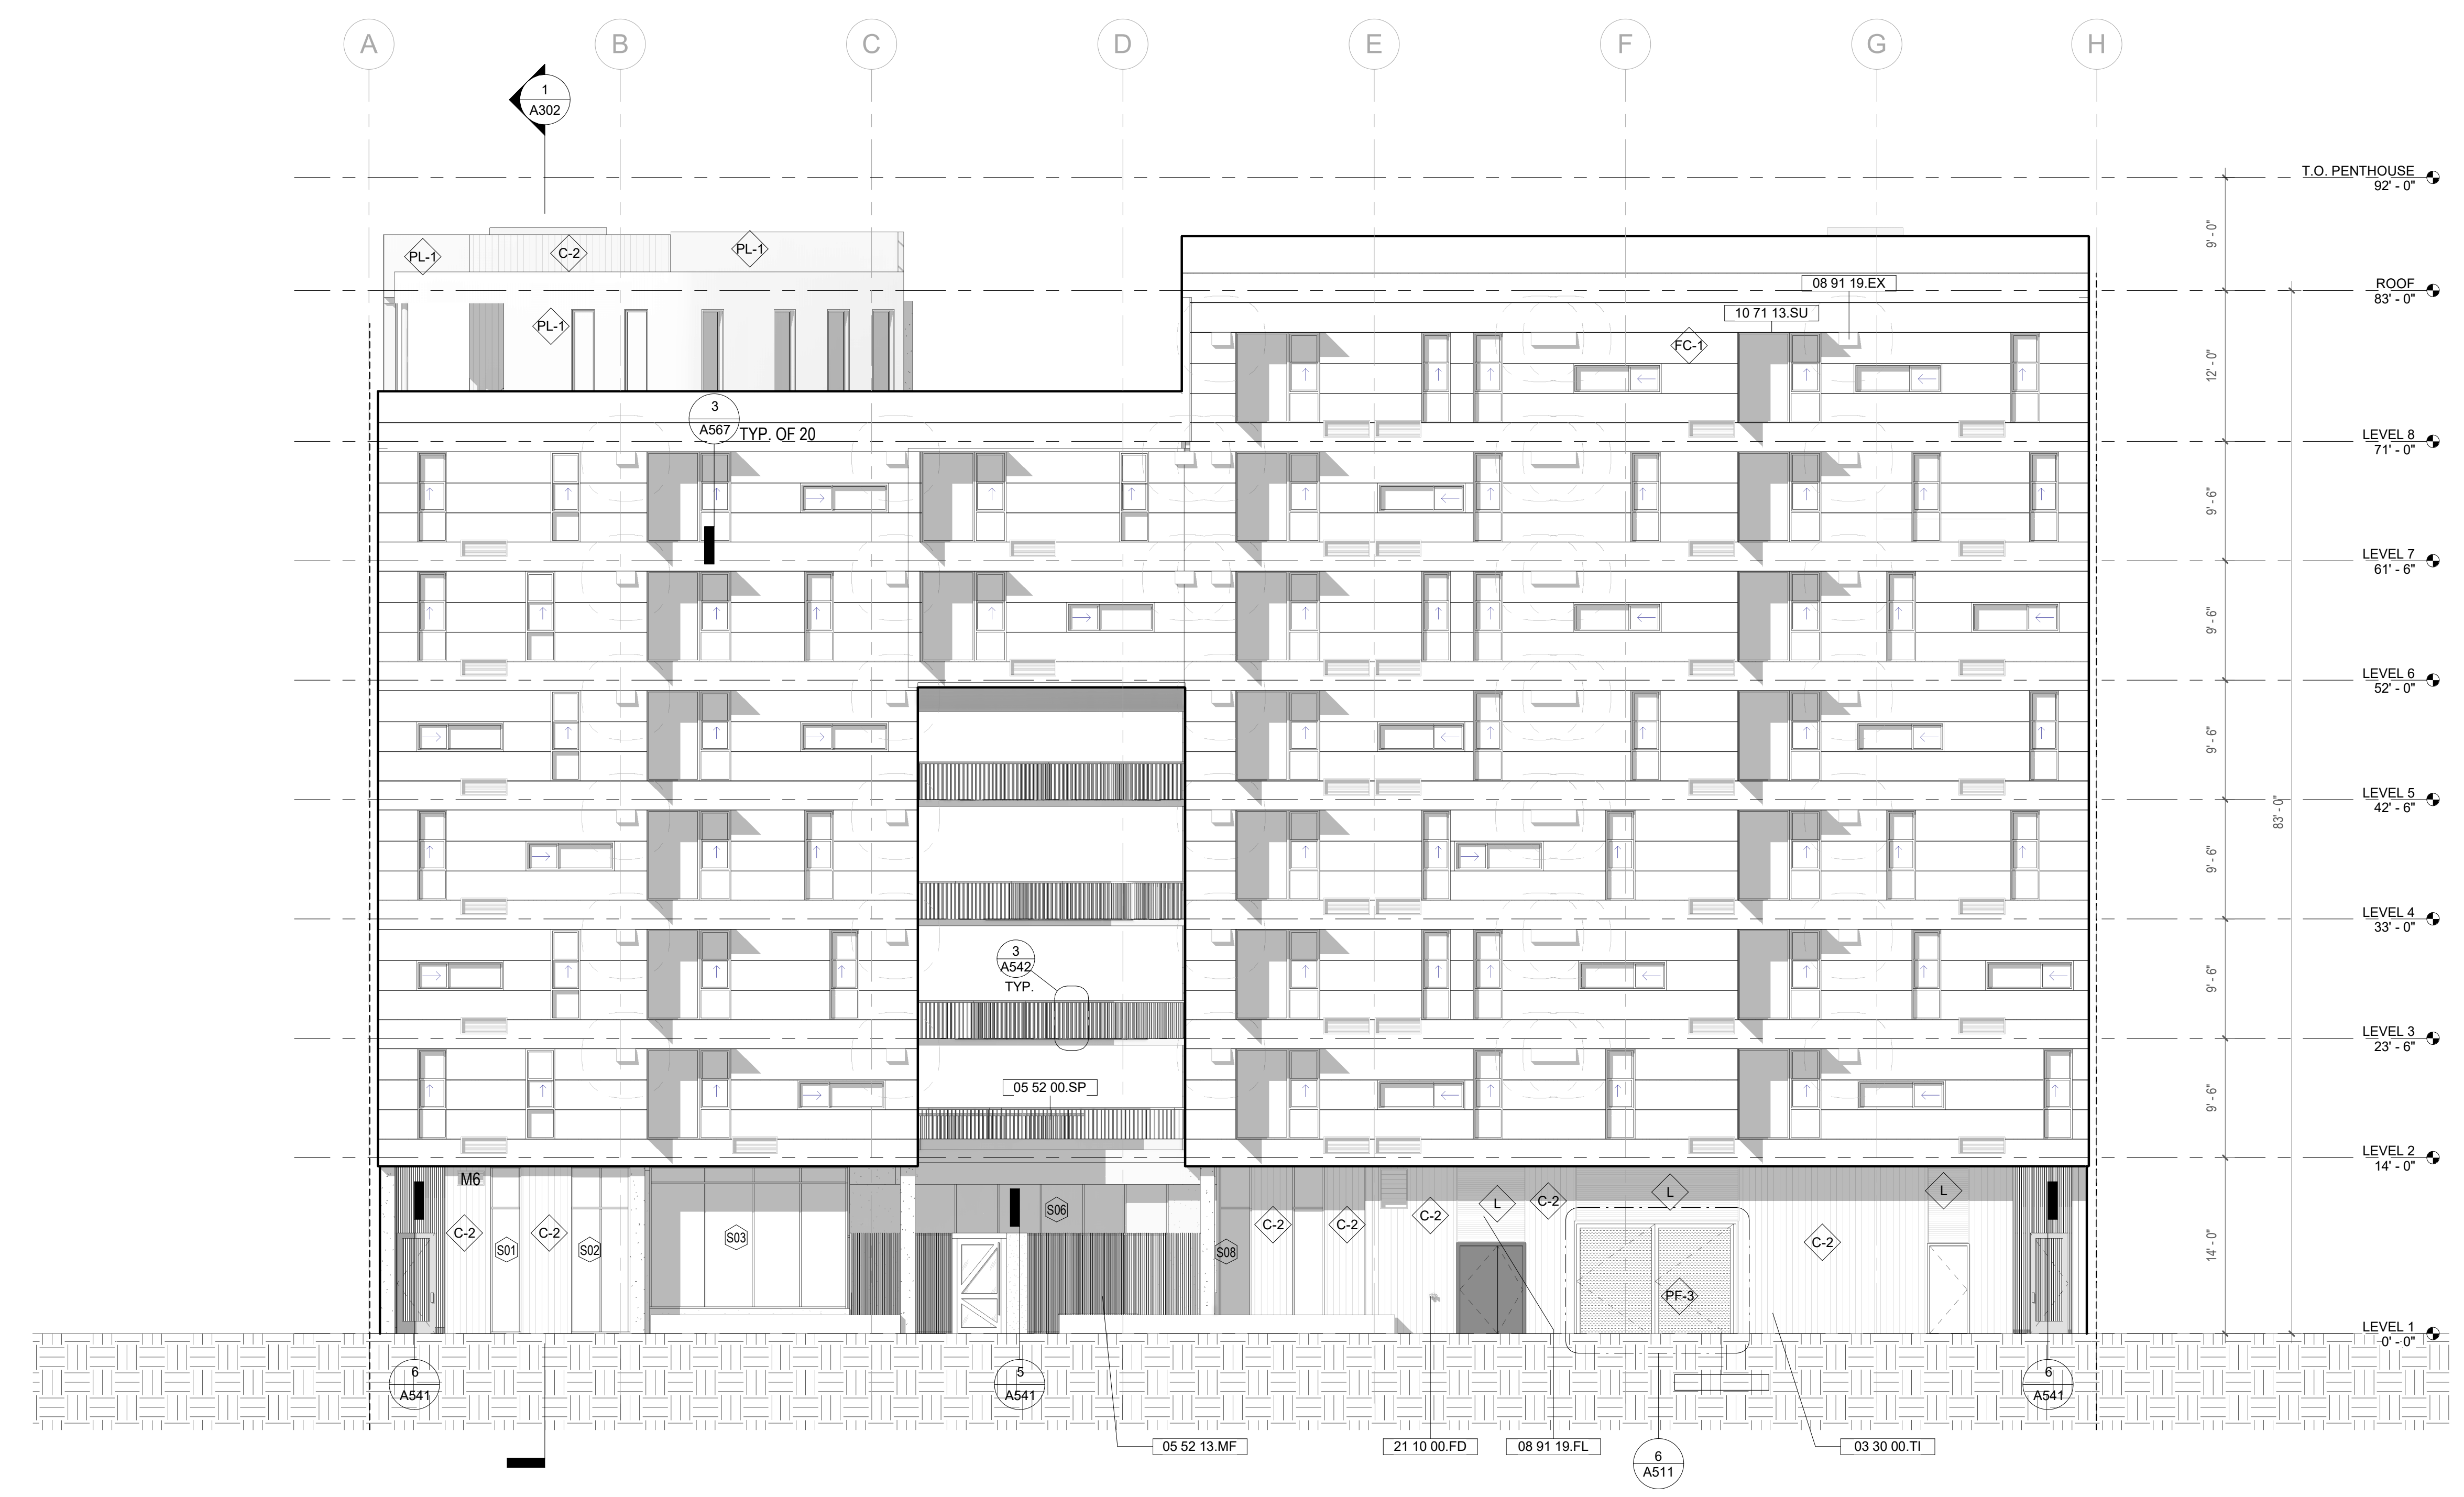 A B C D E F G H
1
A302
T.O. PENTHOUSE
92' - 0"
9' - 0"
PL-1 C-2 PL-1
ROOF
83' - 0"
08 91 19.EX
10 71 13.SU
PL-1
FC-1
12' - 0"
3
A567
TYP. OF 20
LEVEL 8
71' - 0"
9' - 6"
LEVEL 7
61' - 6"
9' - 6"
LEVEL 6
52' - 0"
9' - 6"
LEVEL 5
42' - 6"
83' - 0"
9' - 6"
LEVEL 4
33' - 0"
3
A542
TYP.
9' - 6"
LEVEL 3
23' - 6"
05 52 00.SP
9' - 6"
LEVEL 2
14' - 0"
M6
C-2 S01 C-2 S02 S03 S06 S08 C-2 C-2 C-2 L C-2 L C-2 L
PF-3
14' - 0"
LEVEL 1
0' - 0"
6
A541
5
A541
6
A541
05 52 13.MF
21 10 00.FD
08 91 19.FL
6
A511
03 30 00.TI